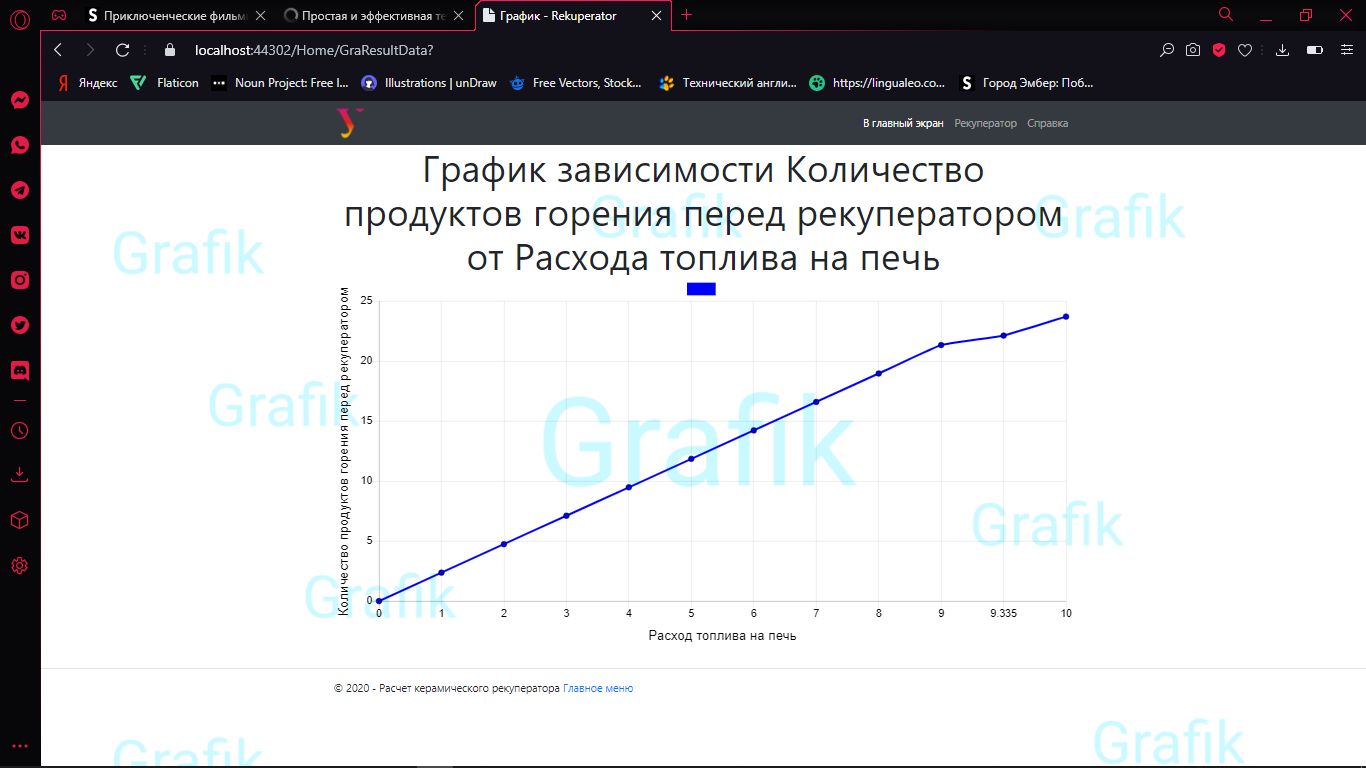 Приключенческие фильм
Простая и эффективная те
График - Rekuperator
localhost:44302/Home/GraResultData?
Яндекс
Flaticon
Noun Project: Free I...
Illustrations | unDraw
Free Vectors, Stock...
Технический англи...
https://lingualeo.co...
Город Эмбер: Поб...
В главный экран Рекуператор Справка
График зависимости Количество
продуктов горения перед рекуператором
от Расхода топлива на печь
Grafik
Grafik
Grafik
Grafik
Grafik
Grafik
Grafik
Grafik
Grafik
Количество продуктов горения перед рекуператором
25
20
15
10
5
0
0 1 2 3 4 5 6 7 8 9 9.335 10
Расход топлива на печь
© 2020 - Расчет керамического рекуператора Главное меню